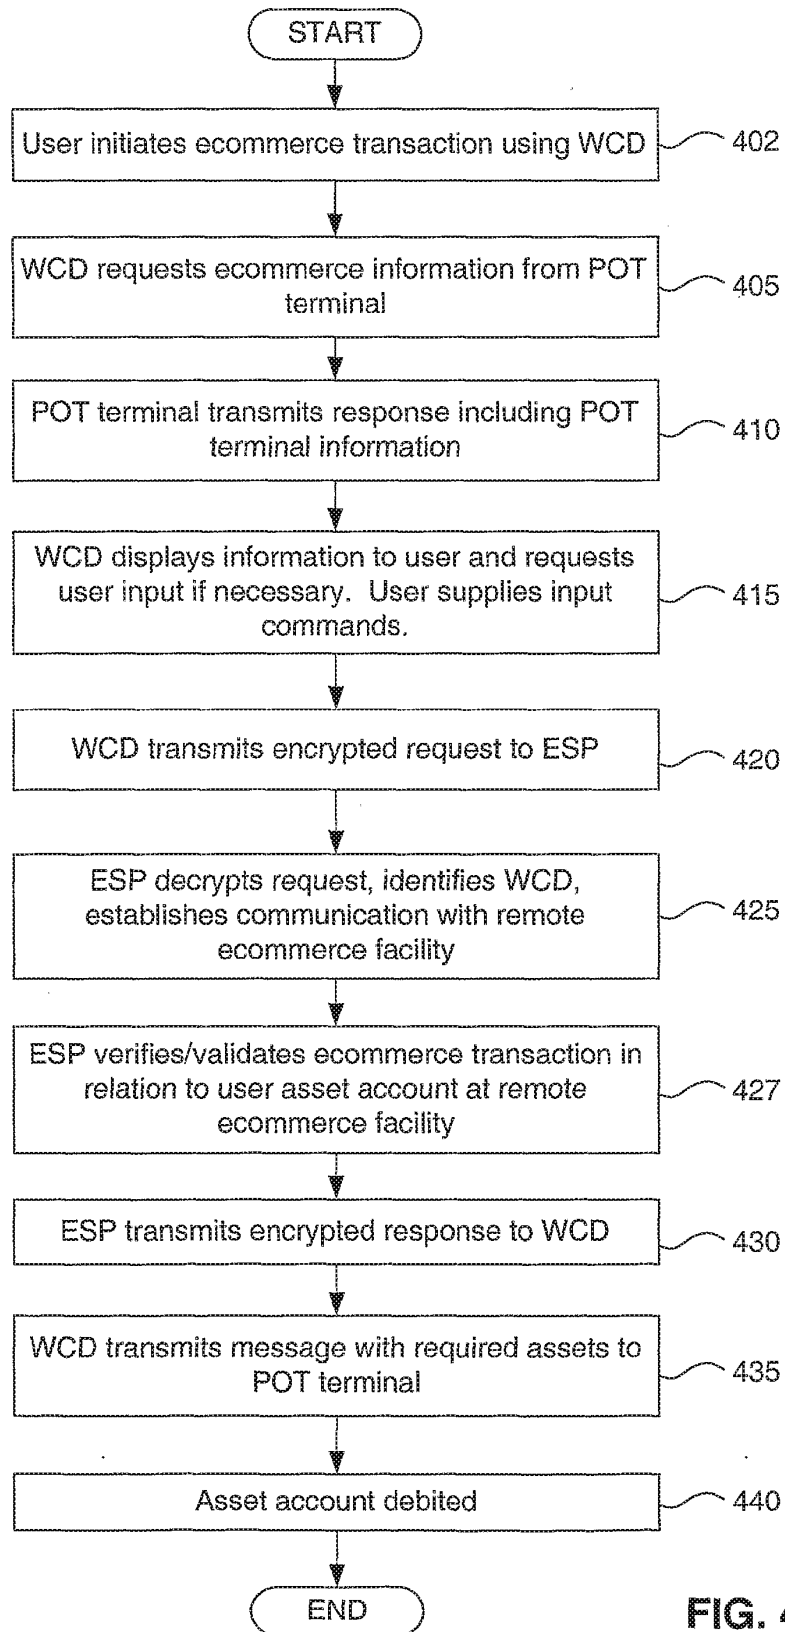 START
User initiates ecommerce transaction using WCD
402
WCD requests ecommerce information from POT
terminal
405
POT terminal transmits response including POT
terminal information
410
WCD displays information to user and requests
user input if necessary.  User supplies input
commands.
415
WCD transmits encrypted request to ESP
420
ESP decrypts request, identifies WCD,
establishes communication with remote
ecommerce facility
425
ESP verifies/validates ecommerce transaction in
relation to user asset account at remote
ecommerce facility
427
ESP transmits encrypted response to WCD
430
WCD transmits message with required assets to
POT terminal
435
Asset account debited
440
END
FIG. 4